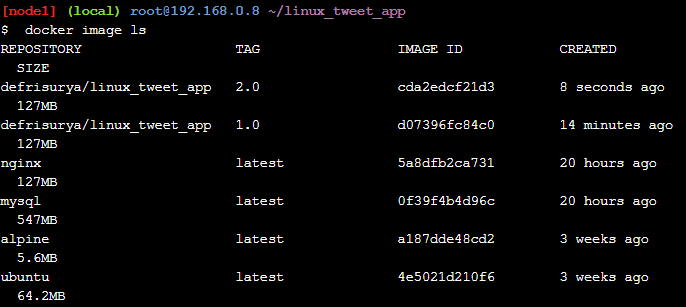 [node1] (local) root@192.168.0.8 ~/linux_tweet_app
$ docker image ls
REPOSITORY TAG IMAGE ID CREATED
SIZE
defrisurya/linux_tweet_app 2.0 cda2edcf21d3 8 seconds ago
127MB
defrisurya/linux_tweet_app 1.0 d07396fc84c0 14 minutes ago
127MB
nginx latest 5a8dfb2ca731 20 hours ago
127MB
mysql latest 0f39f4b4d96c 20 hours ago
547MB
alpine latest a187dde48cd2 3 weeks ago
5.6MB
ubuntu latest 4e5021d210f6 3 weeks ago
64.2MB